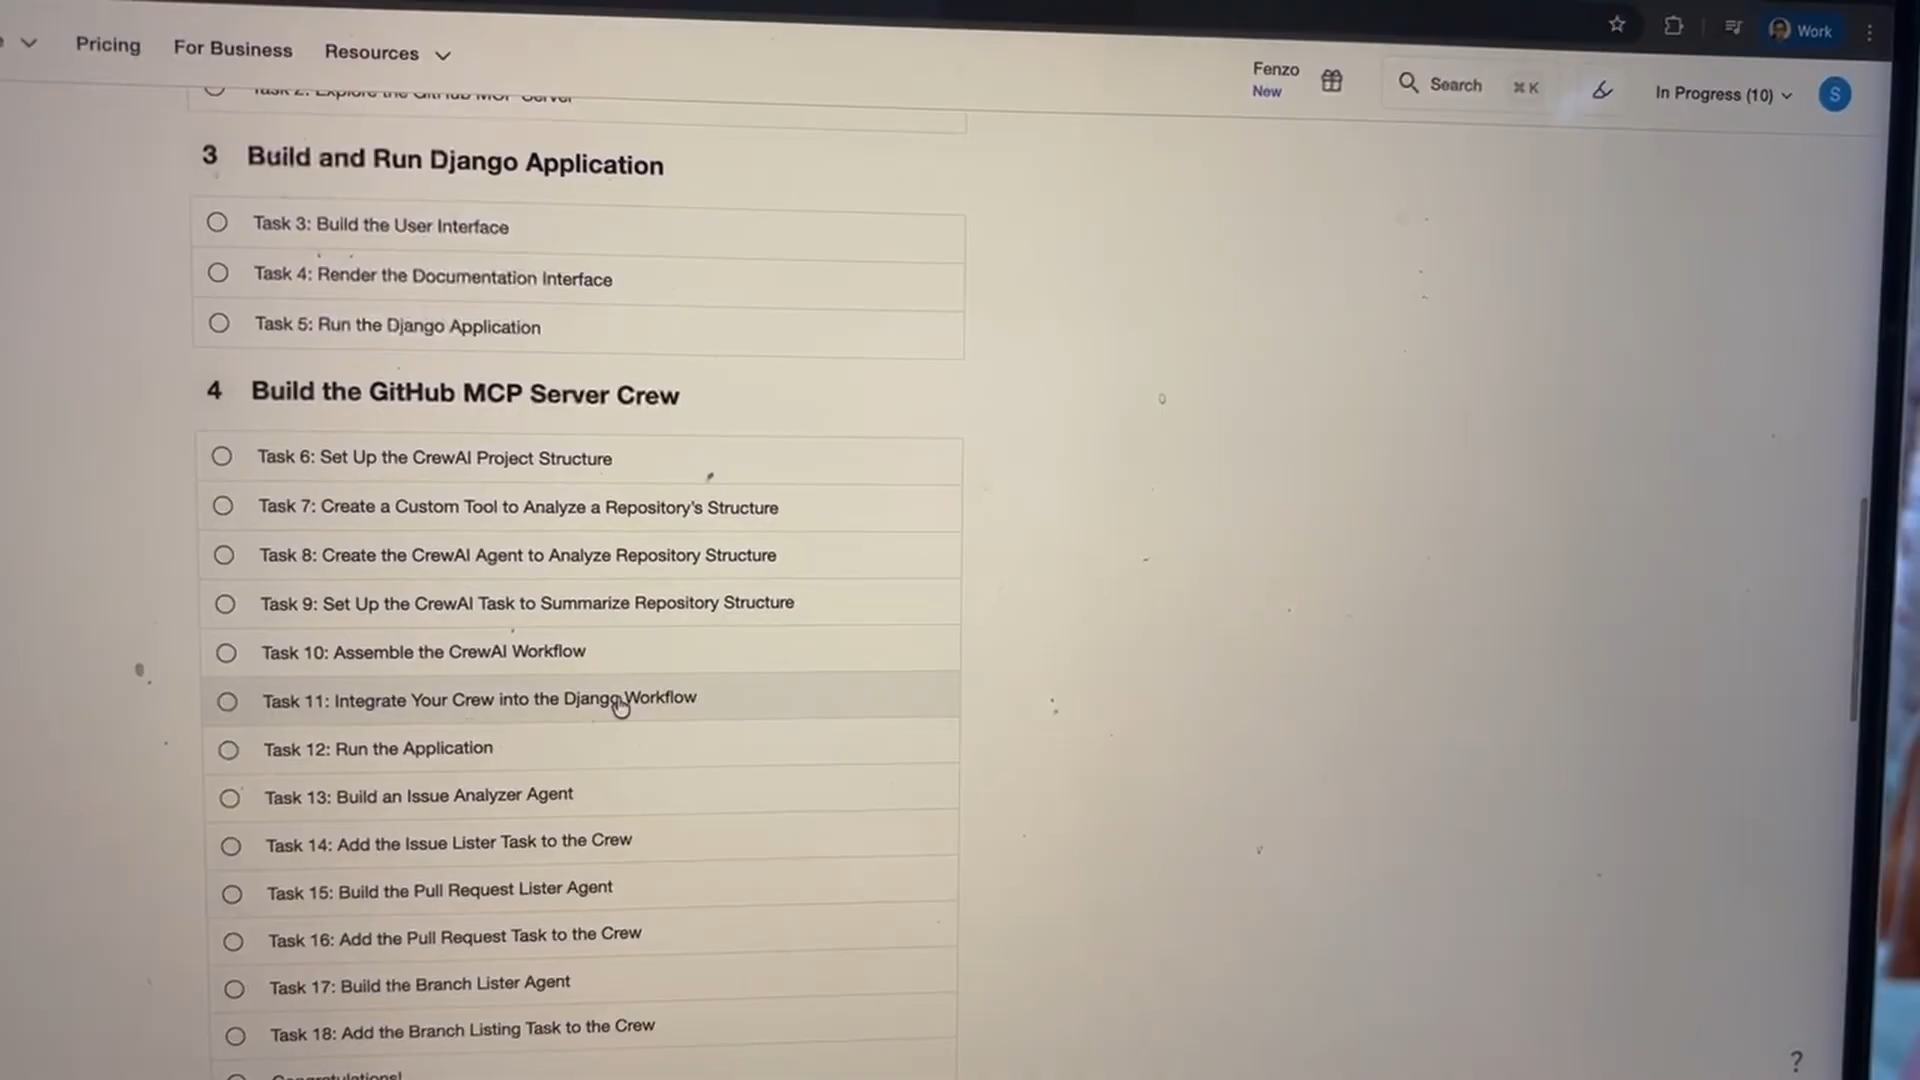 Pricing
For Business
Resources
Fenzo
New
Search
⌘ K
In Progress (10)
S
Work
Task 2: Explore the GitHub MCP Server
3 Build and Run Django Application
Task 3: Build the User Interface
Task 4: Render the Documentation Interface
Task 5: Run the Django Application
4 Build the GitHub MCP Server Crew
Task 6: Set Up the CrewAI Project Structure
Task 7: Create a Custom Tool to Analyze a Repository's Structure
Task 8: Create the CrewAI Agent to Analyze Repository Structure
Task 9: Set Up the CrewAI Task to Summarize Repository Structure
Task 10: Assemble the CrewAI Workflow
Task 11: Integrate Your Crew into the Django Workflow
Task 12: Run the Application
Task 13: Build an Issue Analyzer Agent
Task 14: Add the Issue Lister Task to the Crew
Task 15: Build the Pull Request Lister Agent
Task 16: Add the Pull Request Task to the Crew
Task 17: Build the Branch Lister Agent
Task 18: Add the Branch Listing Task to the Crew
Congratulations!
?